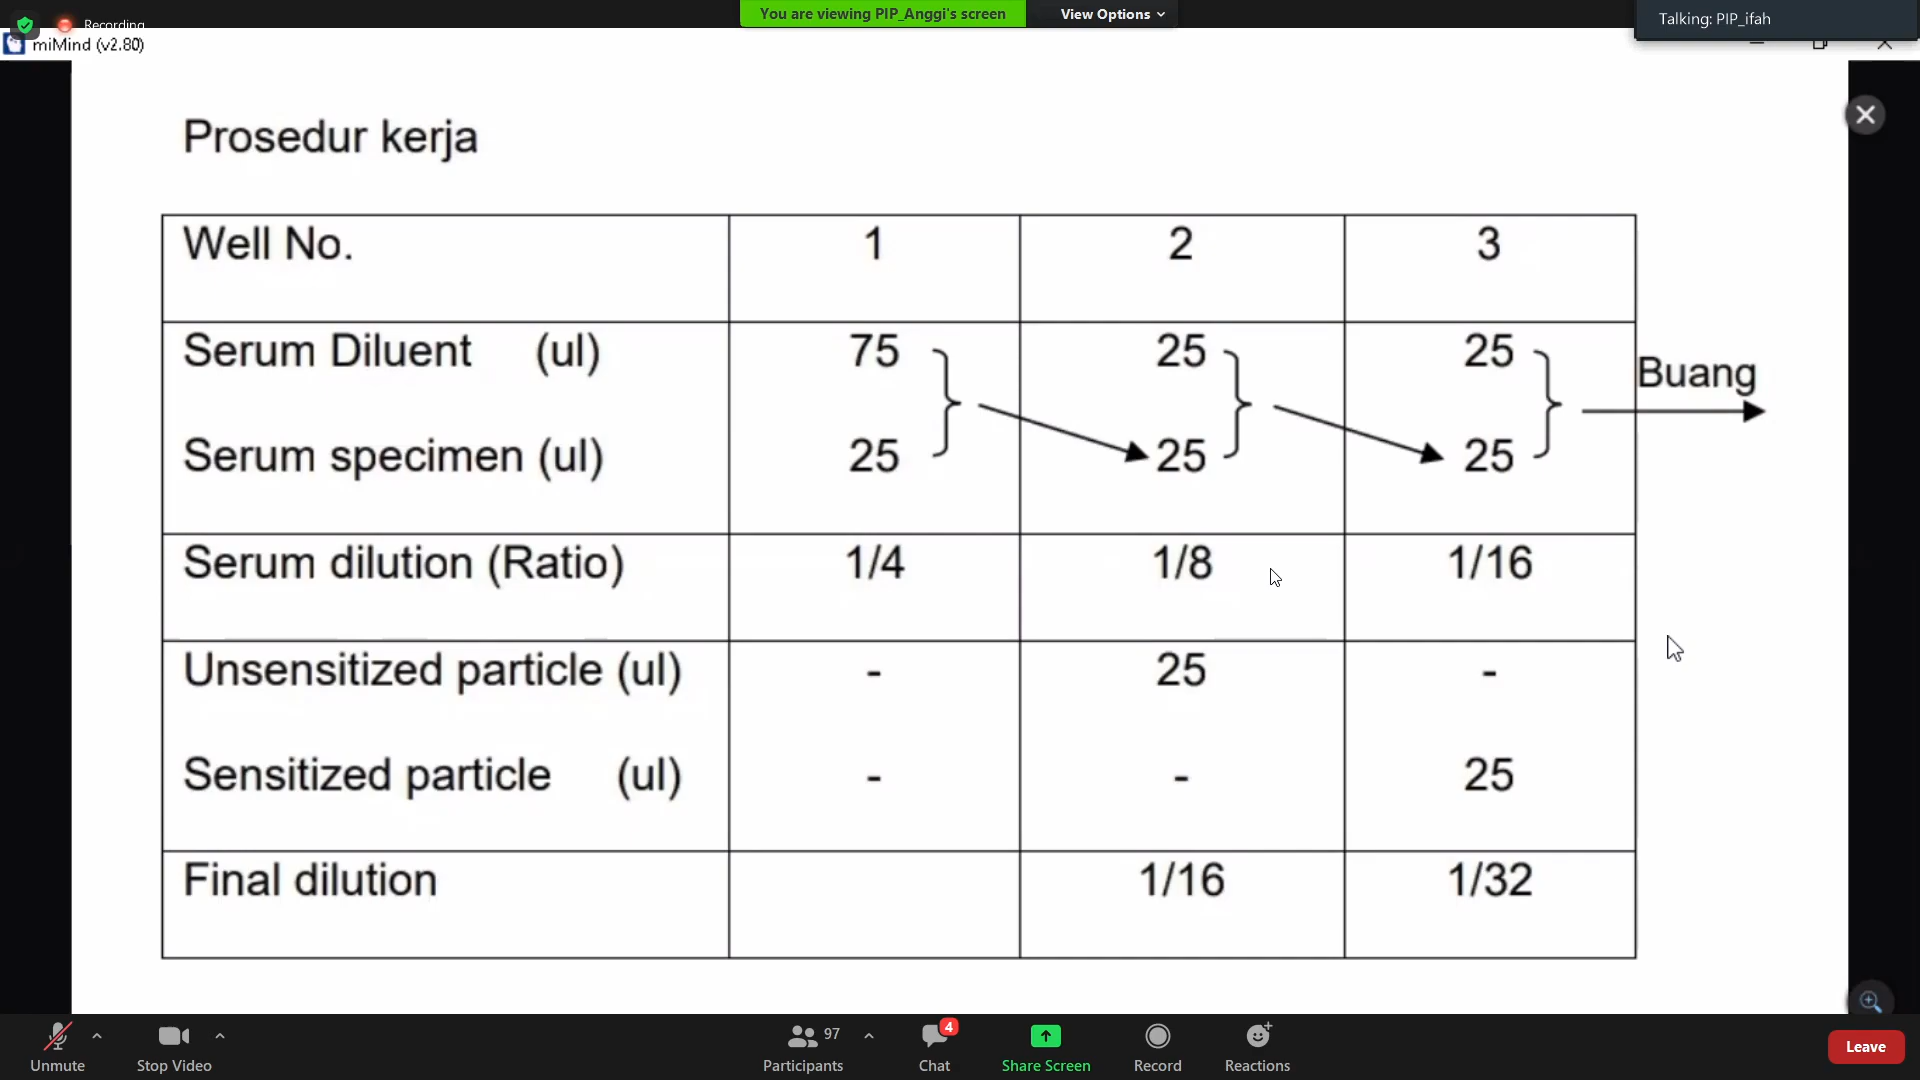 Recording
You are viewing PIP_Anggi's screen
View Options
Talking: PIP_ifah
miMind (v2.80)
Prosedur kerja
Well No. 1 2 3
Serum Diluent (ul) 75 25 25
Buang
Serum specimen (ul) 25 25 25
Serum dilution (Ratio) 1/4 1/8 1/16
Unsensitized particle (ul) - 25 -
Sensitized particle (ul) - - 25
Final dilution 1/16 1/32
97
4
Unmute
Stop Video
Participants
Chat
Share Screen
Record
Reactions
Leave